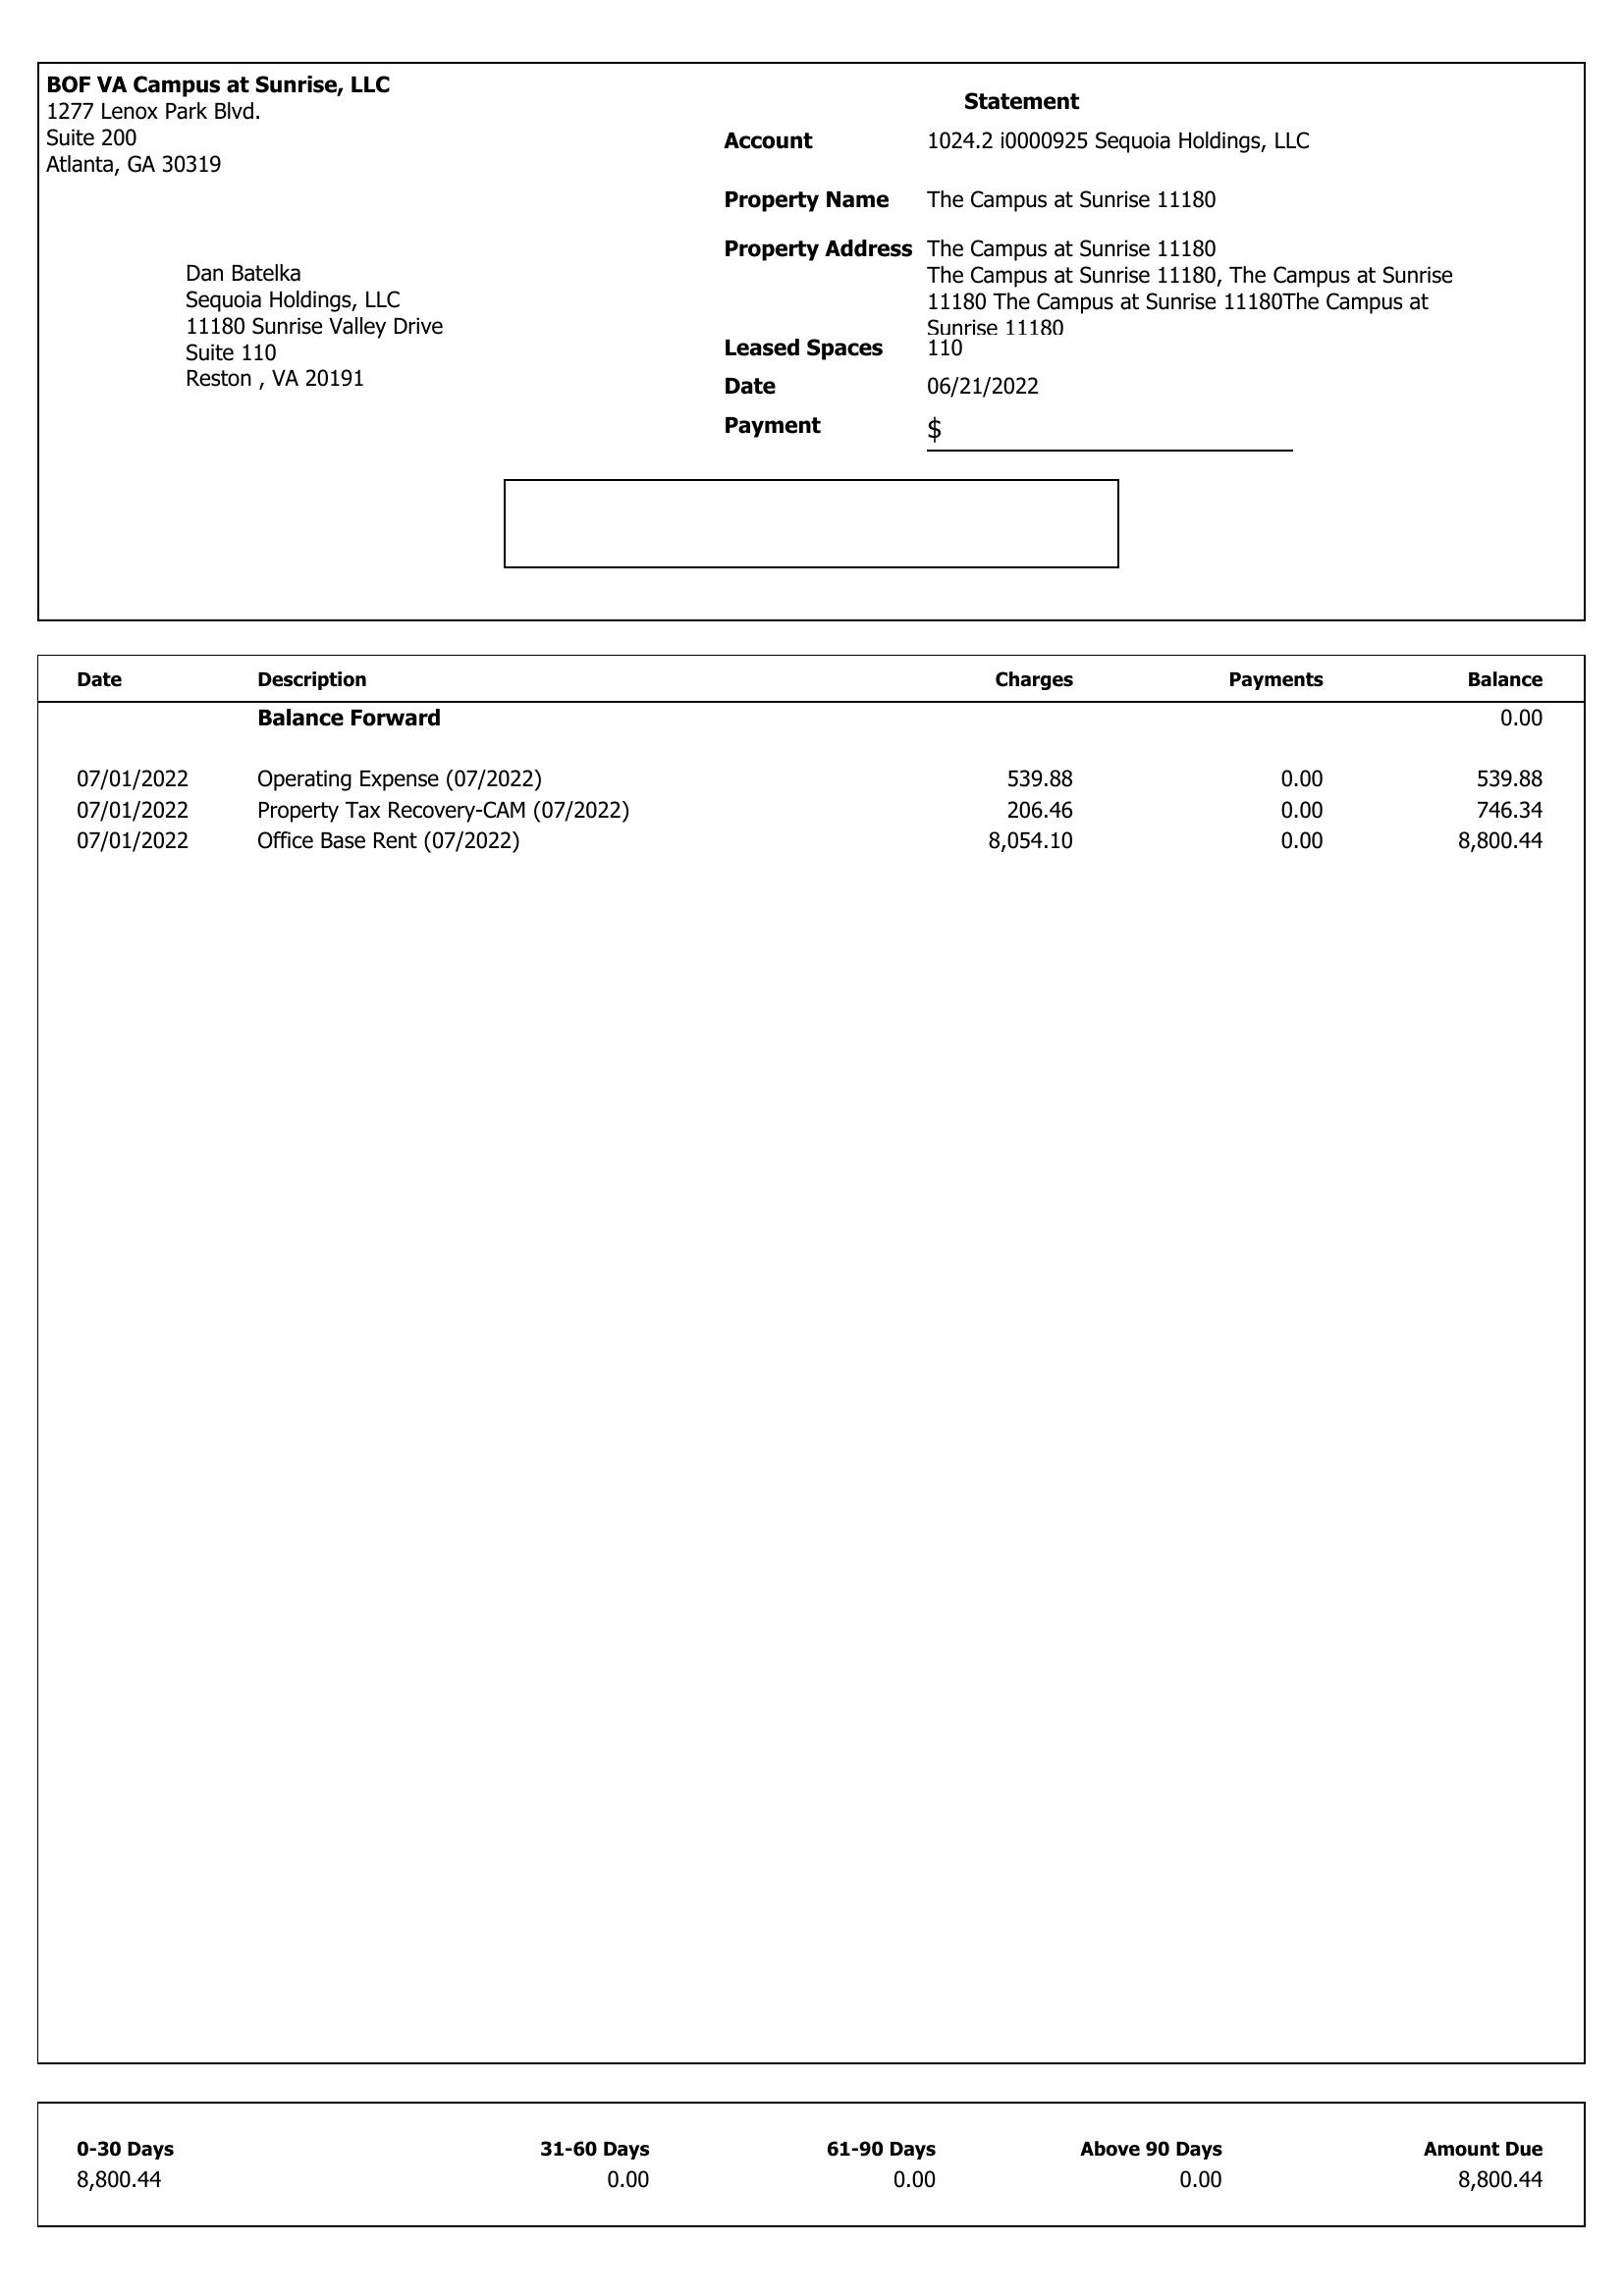 BOF VA Campus at Sunrise, LLC
1277 Lenox Park Blvd.
Suite 200
Atlanta, GA 30319
Dan Batelka
Sequoia Holdings, LLC
11180 Sunrise Valley Drive
Suite 110
Reston , VA 20191
Statement
Account 1024.2 i0000925 Sequoia Holdings, LLC
Property Name The Campus at Sunrise 11180
Property Address The Campus at Sunrise 11180
The Campus at Sunrise 11180, The Campus at Sunrise
11180 The Campus at Sunrise 11180The Campus at
Sunrise 11180
Leased Spaces 110
Date 06/21/2022
Payment $
Date Description Charges Payments Balance
Balance Forward 0.00
07/01/2022 Operating Expense (07/2022) 539.88 0.00 539.88
07/01/2022 Property Tax Recovery-CAM (07/2022) 206.46 0.00 746.34
07/01/2022 Office Base Rent (07/2022) 8,054.10 0.00 8,800.44
0-30 Days 31-60 Days 61-90 Days Above 90 Days Amount Due
8,800.44 0.00 0.00 0.00 8,800.44